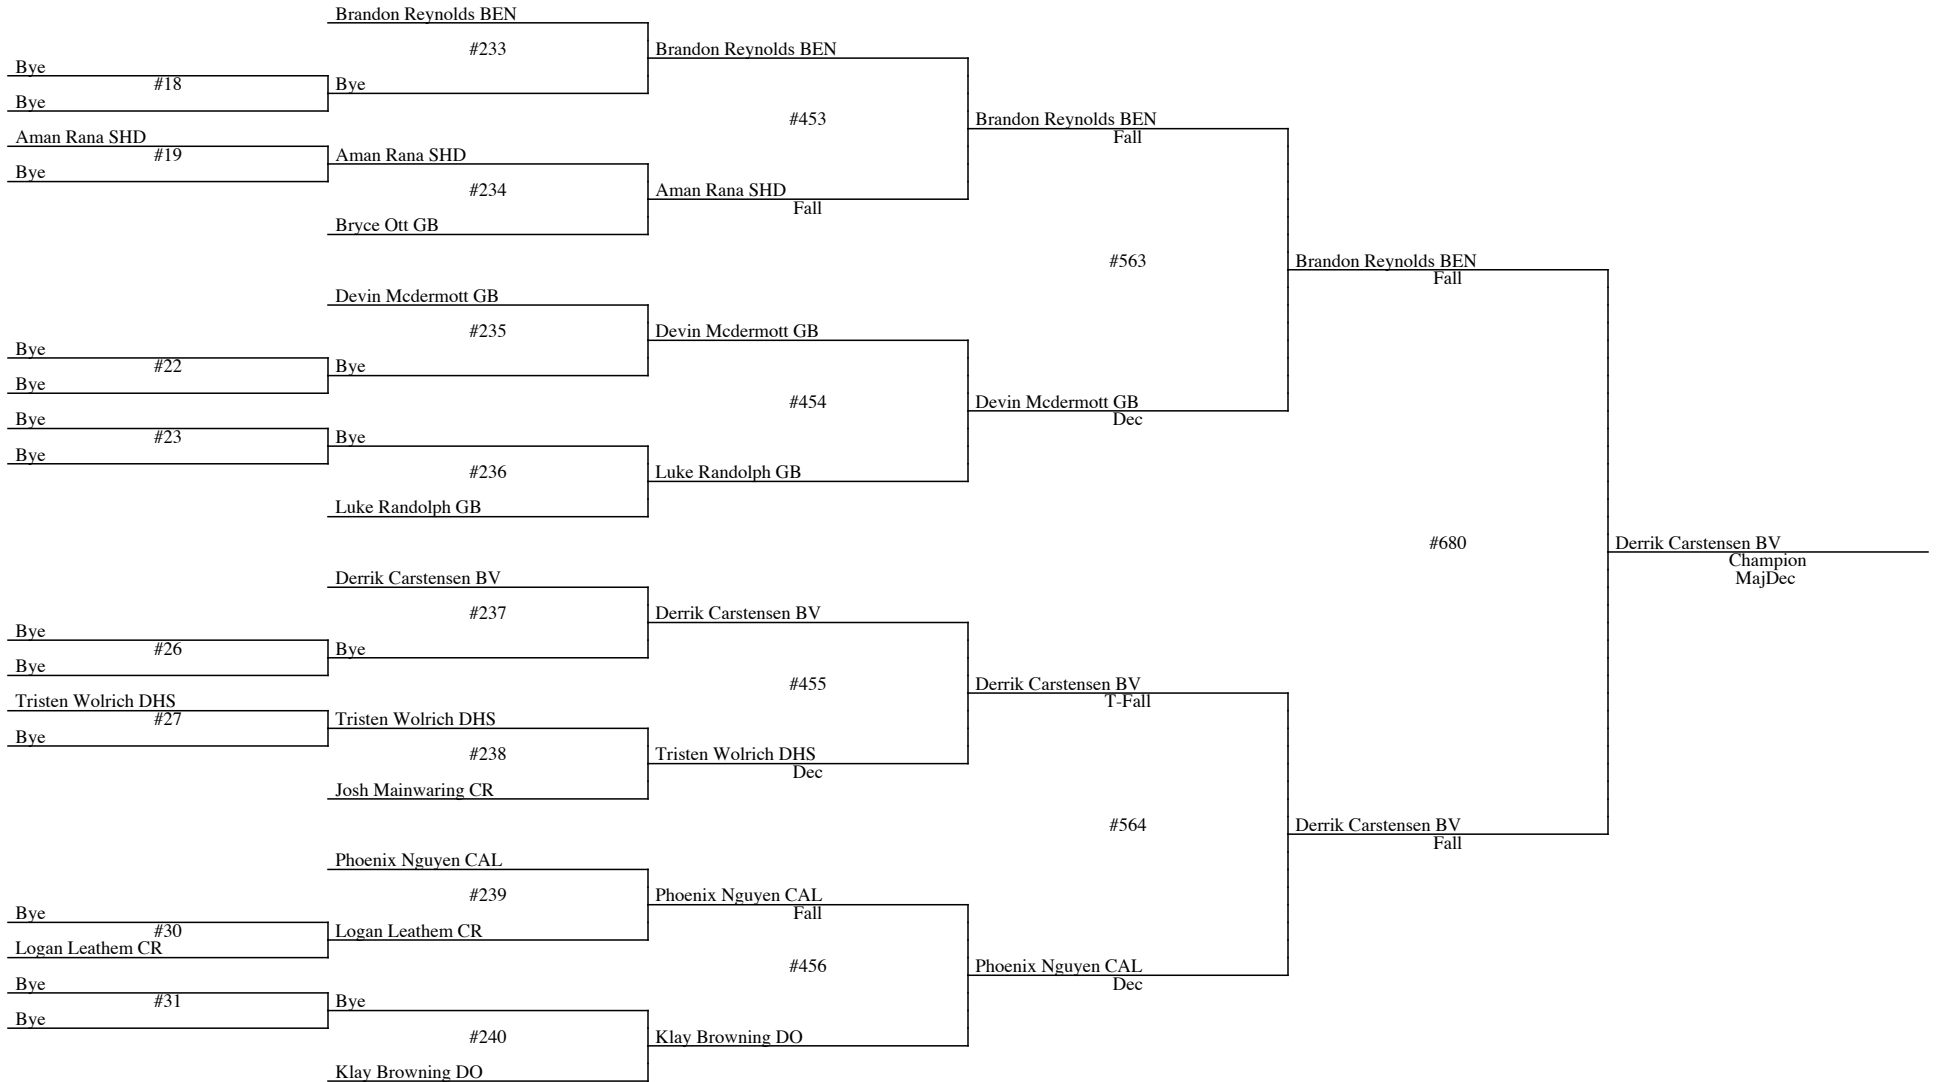 Brandon Reynolds BEN
#233
Brandon Reynolds BEN
Bye
#18
Bye
Bye
#453
Brandon Reynolds BEN
Fall
Aman Rana SHD
#19
Aman Rana SHD
Bye
#234
Aman Rana SHD
Fall
Bryce Ott GB
#563
Brandon Reynolds BEN
Fall
Devin Mcdermott GB
#235
Devin Mcdermott GB
Bye
#22
Bye
Bye
#454
Devin Mcdermott GB
Dec
Bye
#23
Bye
Bye
#236
Luke Randolph GB
Luke Randolph GB
#680
Derrik Carstensen BV
Champion
MajDec
Derrik Carstensen BV
#237
Derrik Carstensen BV
Bye
#26
Bye
Bye
#455
Derrik Carstensen BV
T-Fall
Tristen Wolrich DHS
#27
Tristen Wolrich DHS
Bye
#238
Tristen Wolrich DHS
Dec
Josh Mainwaring CR
#564
Derrik Carstensen BV
Fall
Phoenix Nguyen CAL
#239
Phoenix Nguyen CAL
Fall
Bye
#30
Logan Leathem CR
Logan Leathem CR
#456
Phoenix Nguyen CAL
Dec
Bye
#31
Bye
Bye
#240
Klay Browning DO
Klay Browning DO